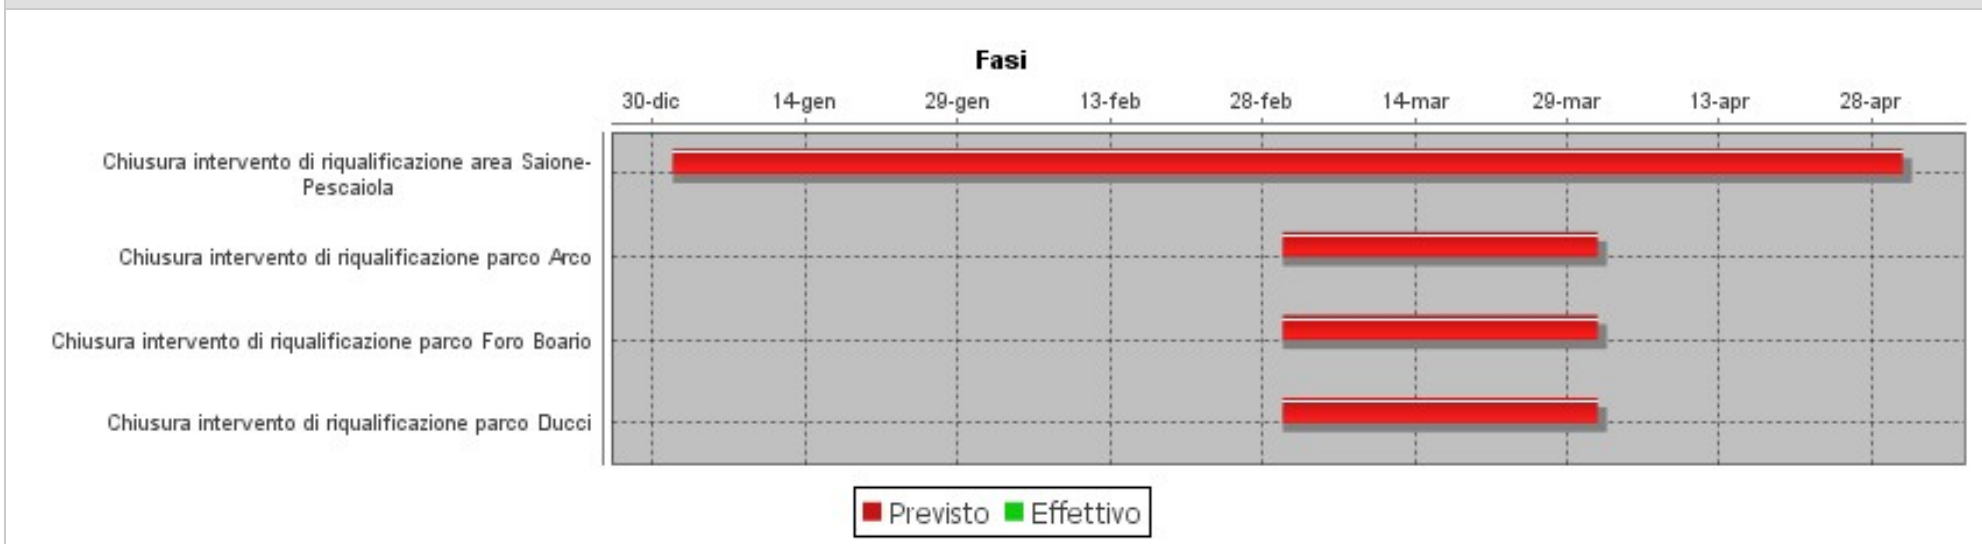 Fasi
30-dic 14-gen 29-gen 13-feb 28-feb 14-mar 29-mar 13-apr 28-apr
Chiusura intervento di riqualificazione area Saione-
Pescaiola
Chiusura intervento di riqualificazione parco Arco
Chiusura intervento di riqualificazione parco Foro Boario
Chiusura intervento di riqualificazione parco Ducci
Previsto Effettivo